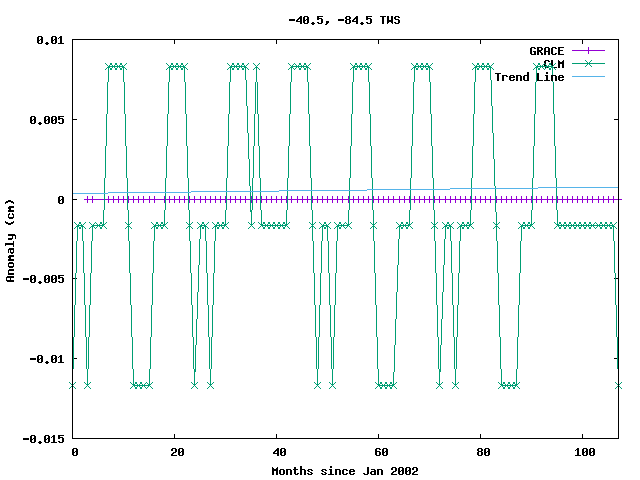 -40.5, -84.5 TWS
0.01
0.005
0
-0.005
-0.01
-0.015
Anomaly (cm)
GRACE
CLM
Trend Line
0 20 40 60 80 100
Months since Jan 2002